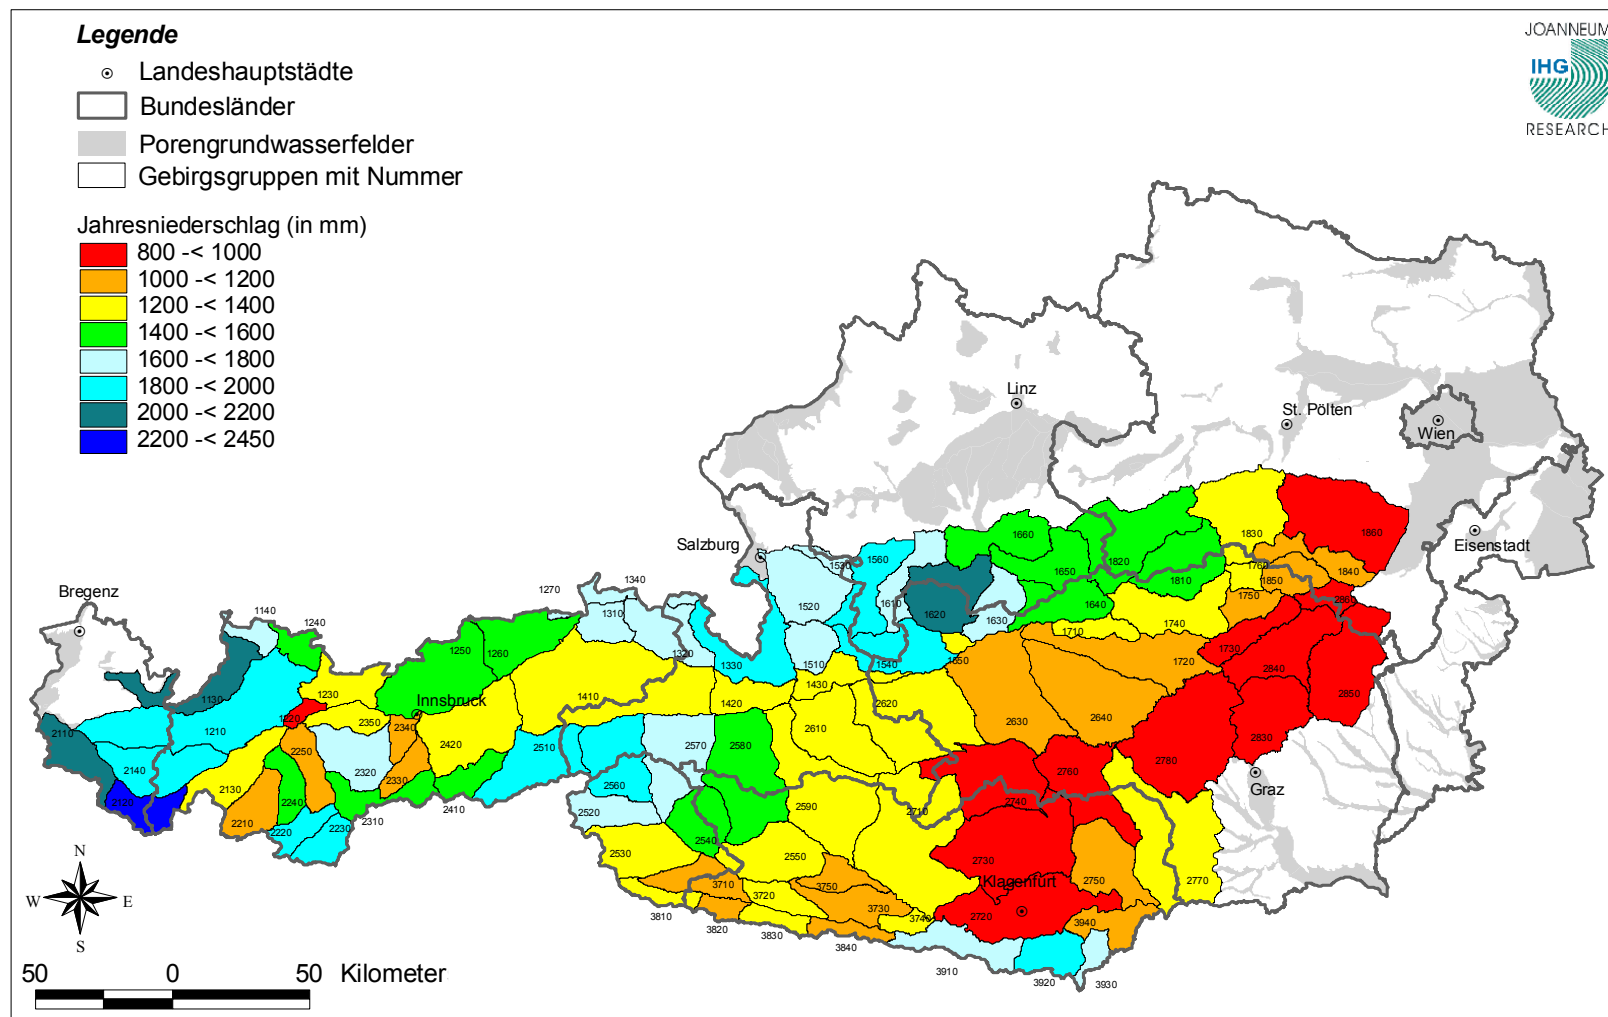 Legende
Landeshauptstädte
Bundesländer
Porengrundwasserfelder
Gebirgsgruppen mit Nummer
Jahresniederschlag (in mm)
800 -< 1000
1000 -< 1200
1200 -< 1400
1400 -< 1600
1600 -< 1800
1800 -< 2000
2000 -< 2200
2200 -< 2450
JOANNEUM
IHG
RESEARCH
Linz
St. Pölten
Wien
Salzburg
Eisenstadt
Bregenz
Innsbruck
Graz
Klagenfurt
1140
1240
1270
1340
1310
1320
1330
1250
1260
1130
1230
1210
2350
2340
2110
2140
2130
2250
2320
2330
2420
2210
2240
2220
2230
2310
2410
1410
1420
1430
2510
2570
2580
2560
2520
2530
2540
2550
2590
2610
2620
1530
1560
1520
1510
1540
1610
1620
1630
1660
1650
1640
1820
1810
1830
1860
1850
1840
1750
1740
1710
1720
1730
2630
2640
2840
2850
2830
2780
2760
2740
2710
2730
2720
2750
2770
3710
3720
3750
3730
3740
3810
3820
3830
3840
3910
3920
3930
3940
N
W
E
S
50
0
50
Kilometer